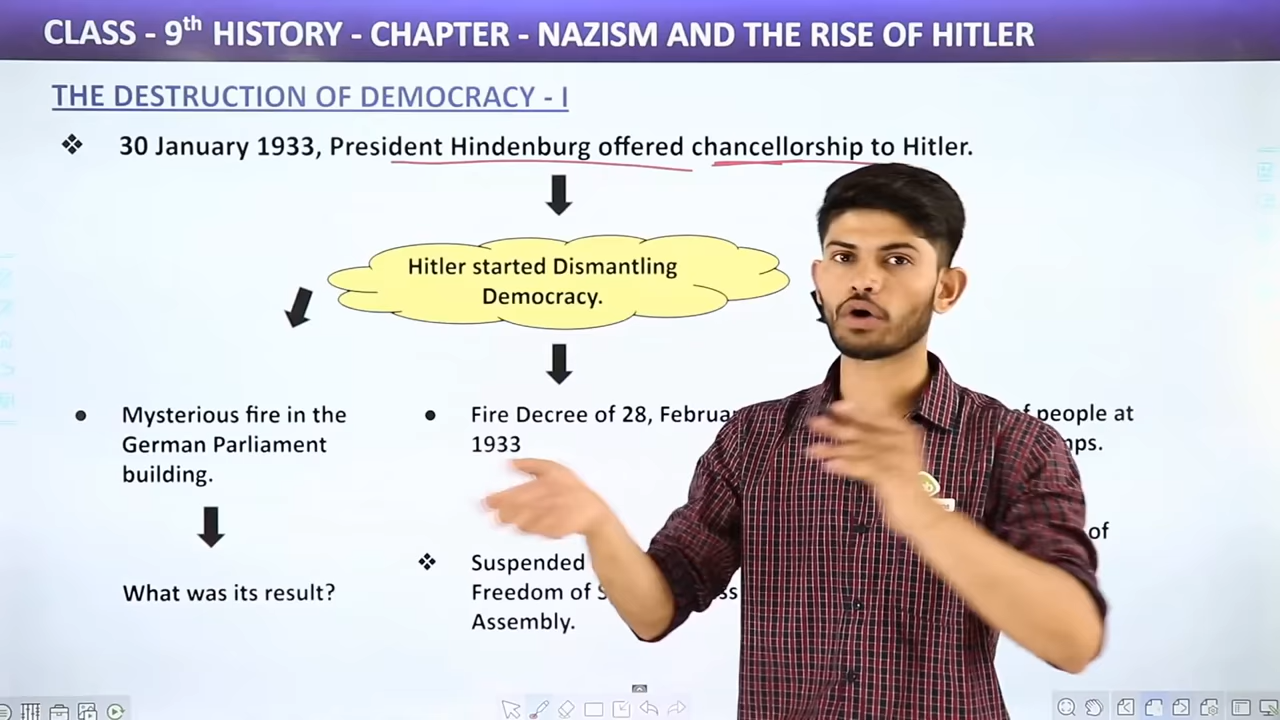 CLASS - 9th HISTORY - CHAPTER - NAZISM AND THE RISE OF HITLER
THE DESTRUCTION OF DEMOCRACY - I
❖ 30 January 1933, President Hindenburg offered chancellorship to Hitler.
Hitler started Dismantling
Democracy.
• Mysterious fire in the
German Parliament
building.
What was its result?
• Fire Decree of 28,
1933
❖ Suspended
Freedom of
Assembly.
of people at
of